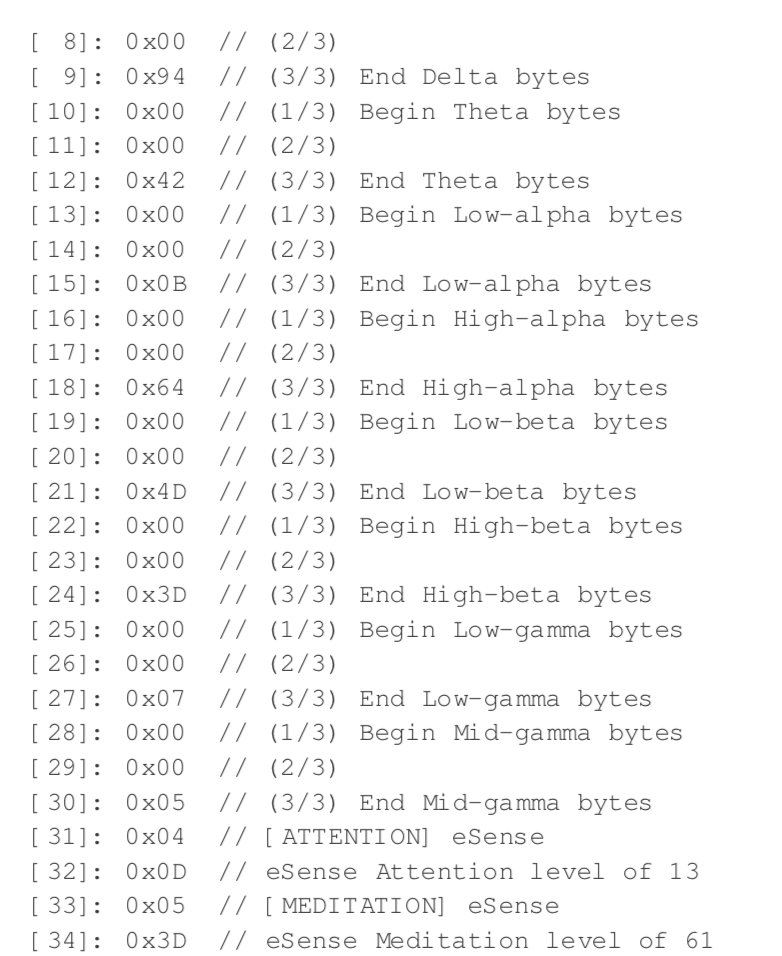 [ 8]: 0x00 // (2/3)
[ 9]: 0x94 // (3/3) End Delta bytes
[10]: 0x00 // (1/3) Begin Theta bytes
[11]: 0x00 // (2/3)
[12]: 0x42 // (3/3) End Theta bytes
[13]: 0x00 // (1/3) Begin Low-alpha bytes
[14]: 0x00 // (2/3)
[15]: 0x0B // (3/3) End Low-alpha bytes
[16]: 0x00 // (1/3) Begin High-alpha bytes
[17]: 0x00 // (2/3)
[18]: 0x64 // (3/3) End High-alpha bytes
[19]: 0x00 // (1/3) Begin Low-beta bytes
[20]: 0x00 // (2/3)
[21]: 0x4D // (3/3) End Low-beta bytes
[22]: 0x00 // (1/3) Begin High-beta bytes
[23]: 0x00 // (2/3)
[24]: 0x3D // (3/3) End High-beta bytes
[25]: 0x00 // (1/3) Begin Low-gamma bytes
[26]: 0x00 // (2/3)
[27]: 0x07 // (3/3) End Low-gamma bytes
[28]: 0x00 // (1/3) Begin Mid-gamma bytes
[29]: 0x00 // (2/3)
[30]: 0x05 // (3/3) End Mid-gamma bytes
[31]: 0x04 // [ATTENTION] eSense
[32]: 0x0D // eSense Attention level of 13
[33]: 0x05 // [MEDITATION] eSense
[34]: 0x3D // eSense Meditation level of 61